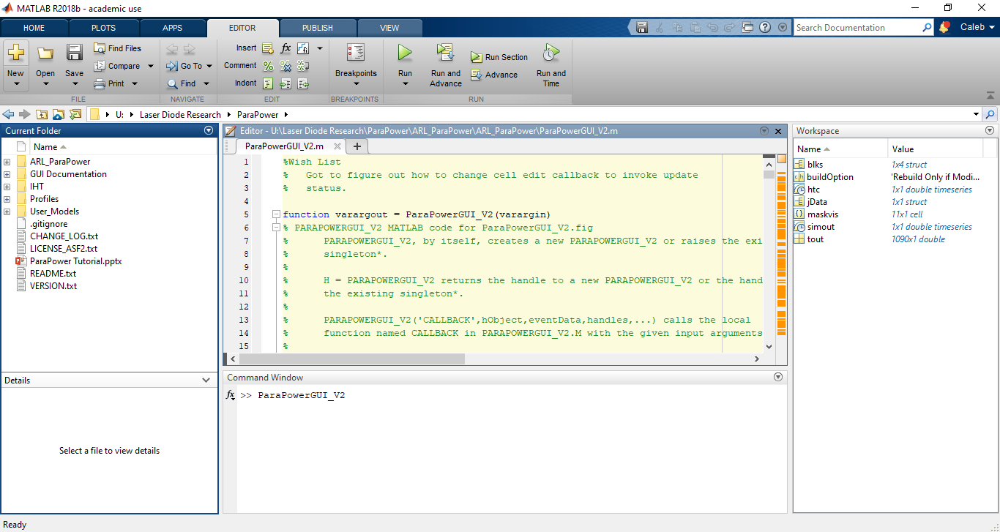 MATLAB R2018b - academic use
HOME PLOTS APPS EDITOR PUBLISH VIEW
Search Documentation
Caleb
New
Open
Save
Find Files
Compare
Print
FILE
Go To
Find
NAVIGATE
Insert
Comment
Indent
EDIT
Breakpoints
BREAKPOINTS
Run
Run and
Advance
Run Section
Advance
Run and
Time
RUN
U: Laser Diode Research ParaPower
Current Folder
Name
ARL_ParaPower
GUI Documentation
IHT
Profiles
User_Models
.gitignore
CHANGE_LOG.txt
LICENSE_ASF2.txt
ParaPower Tutorial.pptx
README.txt
VERSION.txt
Details
Select a file to view details
Editor - U:\Laser Diode Research\ParaPower\ARL_ParaPower\ARL_ParaPower\ParaPowerGUI_V2.m
ParaPowerGUI_V2.m
1 %Wish List
2 %   Got to figure out how to change cell edit callback to invoke update
3 %   status.
4
5 function varargout = ParaPowerGUI_V2(varargin)
6 % PARAPOWERGUI_V2 MATLAB code for ParaPowerGUI_V2.fig
7 %      PARAPOWERGUI_V2, by itself, creates a new PARAPOWERGUI_V2 or raises the exi
8 %      singleton*.
9 %
10 %      H = PARAPOWERGUI_V2 returns the handle to a new PARAPOWERGUI_V2 or the hand
11 %      the existing singleton*.
12 %
13 %      PARAPOWERGUI_V2('CALLBACK',hObject,eventData,handles,...) calls the local
14 %      function named CALLBACK in PARAPOWERGUI_V2.M with the given input arguments
15 %
Command Window
fx >> ParaPowerGUI_V2
Workspace
Name Value
blks 1x4 struct
buildOption 'Rebuild Only if Modi...
htc 1x1 double timeseries
jData 1x1 struct
maskvis 11x1 cell
simout 1x1 double timeseries
tout 1090x1 double
Ready